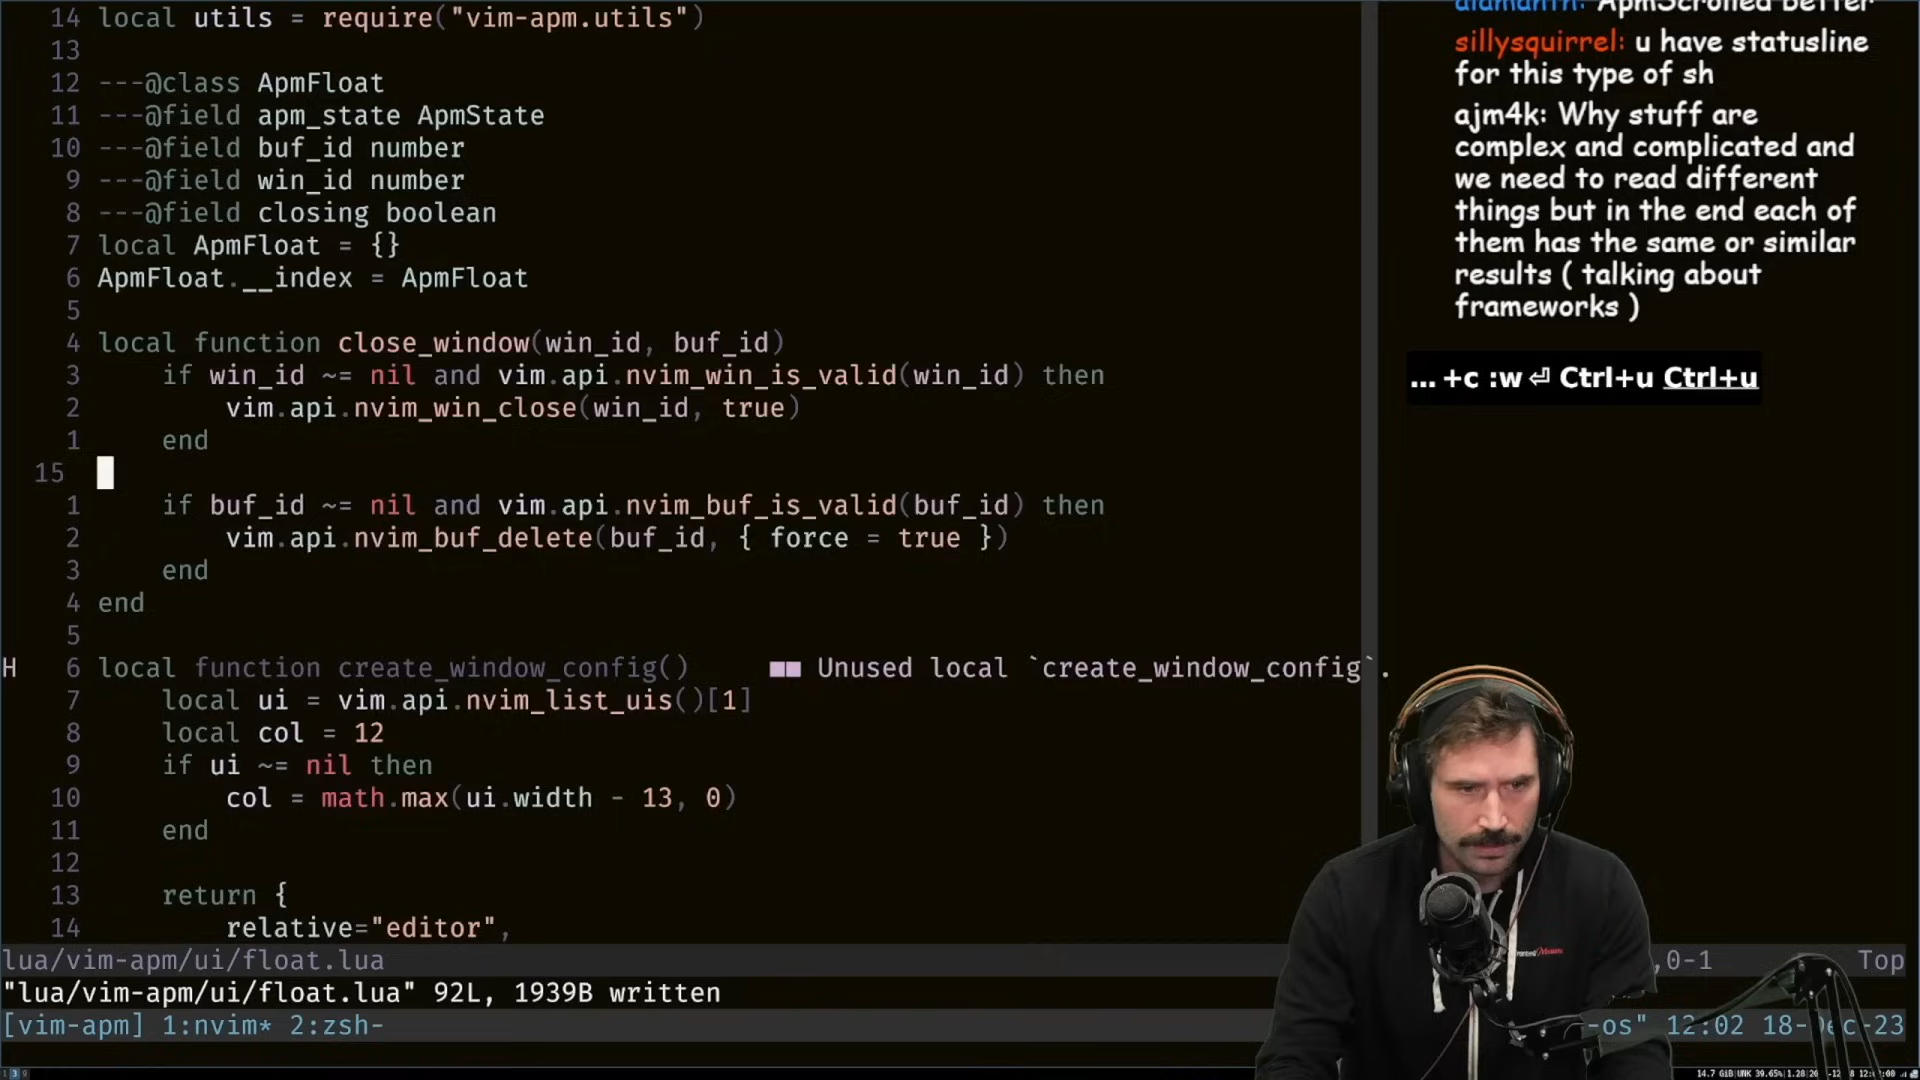 14 local utils = require("vim-apm.utils")
13
12 ---@class ApmFloat
11 ---@field apm_state ApmState
10 ---@field buf_id number
9 ---@field win_id number
8 ---@field closing boolean
7 local ApmFloat = {}
6 ApmFloat.__index = ApmFloat
5
4 local function close_window(win_id, buf_id)
3 if win_id ~= nil and vim.api.nvim_win_is_valid(win_id) then
2 vim.api.nvim_win_close(win_id, true)
1 end
15
1 if buf_id ~= nil and vim.api.nvim_buf_is_valid(buf_id) then
2 vim.api.nvim_buf_delete(buf_id, { force = true })
3 end
4 end
5
H 6 local function create_window_config() ■■ Unused local `create_window_config`.
7 local ui = vim.api.nvim_list_uis()[1]
8 local col = 12
9 if ui ~= nil then
10 col = math.max(ui.width - 13, 0)
11 end
12
13 return {
14 relative="editor",
lua/vim-apm/ui/float.lua ,0-1 Top
"lua/vim-apm/ui/float.lua" 92L, 1939B written
[vim-apm] 1:nvim* 2:zsh- -os" 12:02 18-Dec-23
ApmScrolled better
sillysquirrel: u have statusline
for this type of sh
ajm4k: Why stuff are
complex and complicated and
we need to read different
things but in the end each of
them has the same or similar
results ( talking about
frameworks )
... +c :w⏎ Ctrl+u Ctrl+u